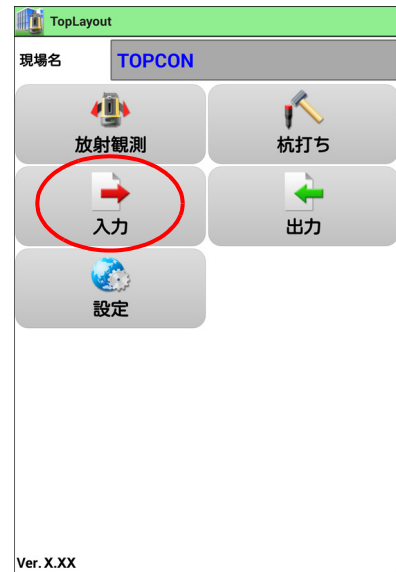 TopLayout
現場名 TOPCON
放射観測 杭打ち
入力 出力
設定
Ver. X.XX